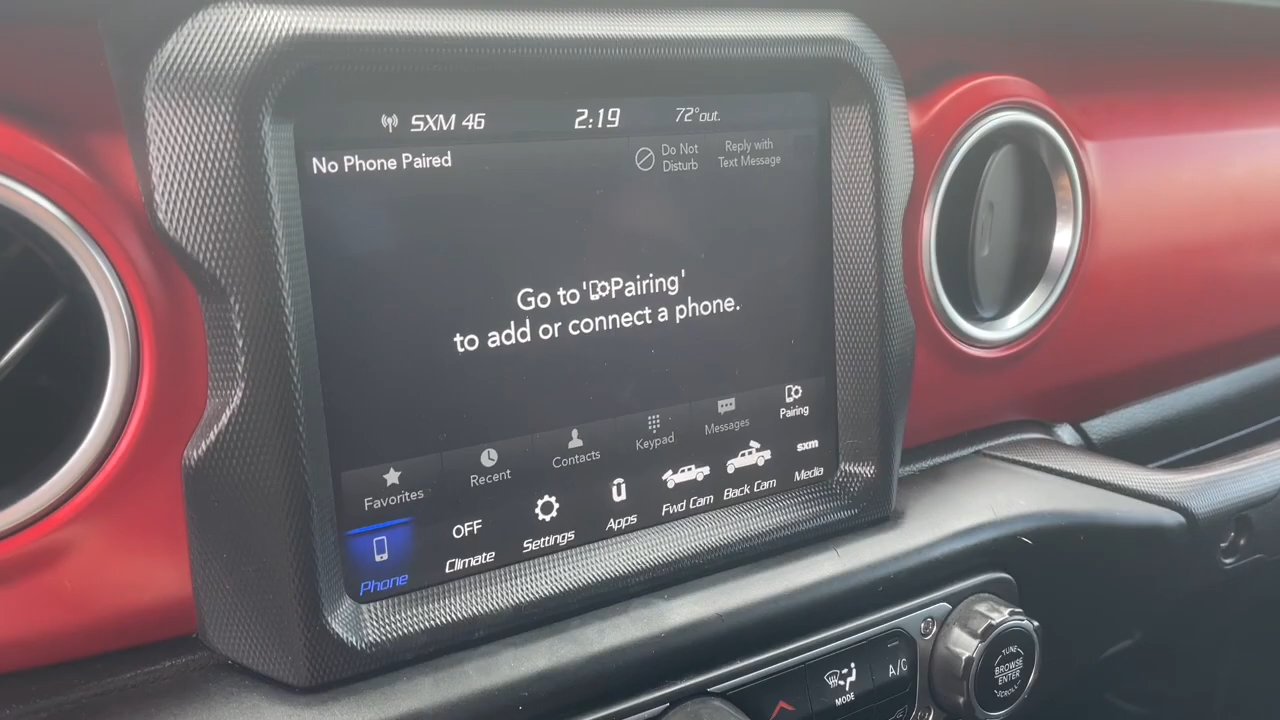 SXM 46
2:19
72°out.
No Phone Paired
Do Not
Disturb
Reply with
Text Message
Go to 'Pairing'
to add or connect a phone.
Favorites
Recent
Contacts
Keypad
Messages
Pairing
Phone
OFF
Climate
Settings
Apps
Fwd Cam
Back Cam
sxm
Media
MODE
A/C
TUNE
BROWSE
ENTER
SCROLL